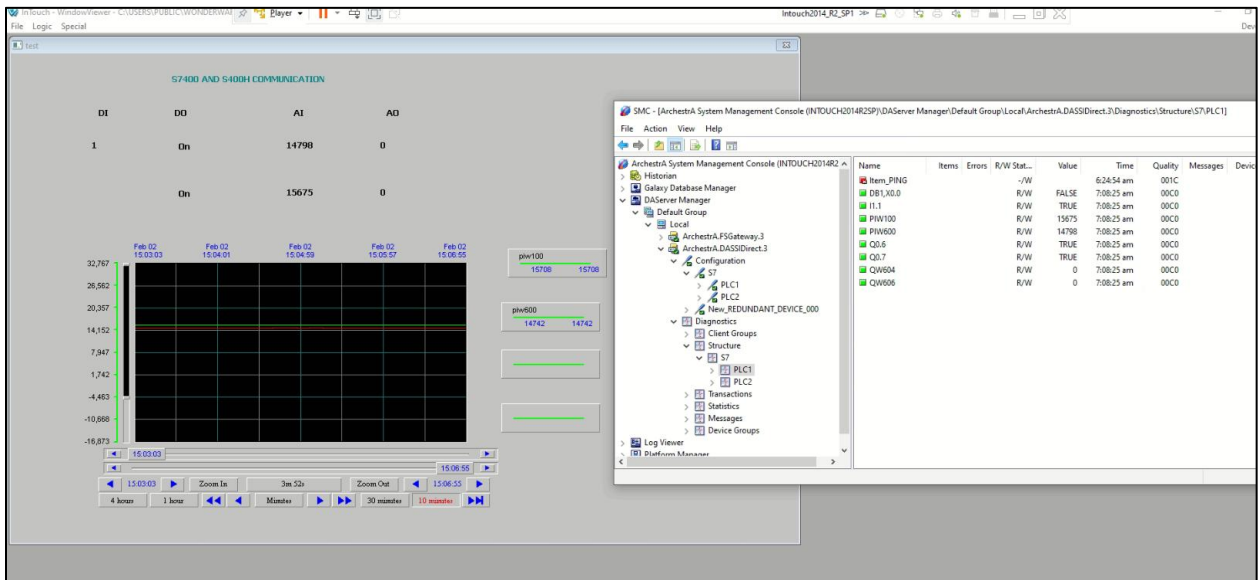 InTouch - WindowViewer - C:\USERS\PUBLIC\WONDERWAR
Player
Intouch2014_R2_SP1
File Logic Special
Dev
test
S7400 AND S400H COMMUNICATION
DI DO AI AO
1 On 14798 0
On 15675 0
Feb 02 Feb 02 Feb 02 Feb 02 Feb 02
15:03:03 15:04:01 15:04:59 15:05:57 15:06:55
32,767
26,562
20,357
14,152
7,947
1,742
-4,463
-10,668
-16,873
piw100
15708 15708
piw600
14742 14742
15:03:03
15:06:55
15:03:03 Zoom In 3m 52s Zoom Out 15:06:55
4 hours 1 hour Minutes 30 minutes 10 minutes
SMC - [ArchestrA System Management Console (INTOUCH2014R2SP)\DAServer Manager\Default Group\Local\ArchestrA.DASSIDirect.3\Diagnostics\Structure\S7\PLC1]
File Action View Help
ArchestrA System Management Console (INTOUCH2014R2
Historian
Galaxy Database Manager
DAServer Manager
Default Group
Local
ArchestrA.FSGateway.3
ArchestrA.DASSIDirect.3
Configuration
S7
PLC1
PLC2
New_REDUNDANT_DEVICE_000
Diagnostics
Client Groups
Structure
S7
PLC1
PLC2
Transactions
Statistics
Messages
Device Groups
Log Viewer
Platform Manager
Name Items Errors R/W Stat... Value Time Quality Messages Devic
Item_PING -/W 6:24:54 am 001C
DB1,X0.0 R/W FALSE 7:08:25 am 00C0
I1.1 R/W TRUE 7:08:25 am 00C0
PIW100 R/W 15675 7:08:25 am 00C0
PIW600 R/W 14798 7:08:25 am 00C0
Q0.6 R/W TRUE 7:08:25 am 00C0
Q0.7 R/W TRUE 7:08:25 am 00C0
QW604 R/W 0 7:08:25 am 00C0
QW606 R/W 0 7:08:25 am 00C0